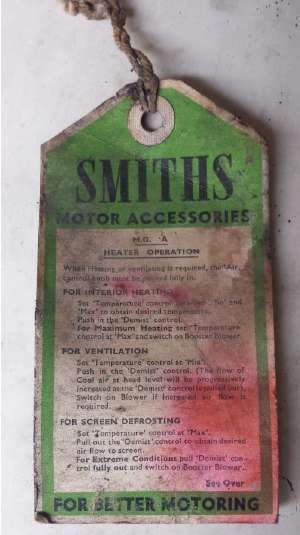 SMITHS
MOTOR ACCESSORIES
M.G. 'A'
HEATER OPERATION
When Heating or ventilating is required, the 'Air'
control knob must be pushed fully in.
FOR INTERIOR HEATING
Set 'Temperature' control between 'Min' and
'Max' to obtain desired temperature.
Push in the 'Demist' control.
For Maximum Heating set 'Temperature'
control at 'Max' and switch on Booster Blower.
FOR VENTILATION
Set 'Temperature' control at 'Min'.
Push in the 'Demist' control. (The flow of
Cool air at head level will be progressively
increased as the 'Demist' control is pulled out).
Switch on Blower if increased air flow is
required.
FOR SCREEN DEFROSTING
Set 'Temperature' control at 'Max'.
Pull out the 'Demist' control to obtain desired
air flow to screen.
For Extreme Conditions pull 'Demist' con-
trol fully out and switch on Booster Blower.
See Over
FOR BETTER MOTORING